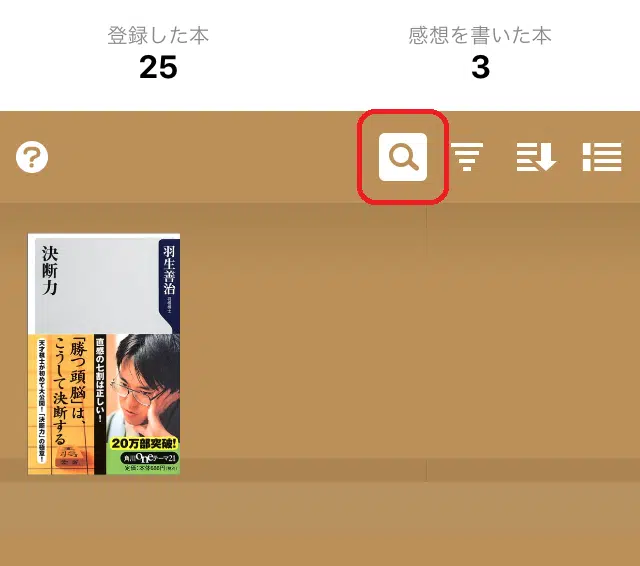 登録した本
感想を書いた本
25
3
?
決断力
羽生善治
「勝つ頭脳」は、
こうして決断する
直感の七割は正しい!
天才棋士が初めて大公開!「決断力」の極意!
20万部突破!
角川oneテーマ21